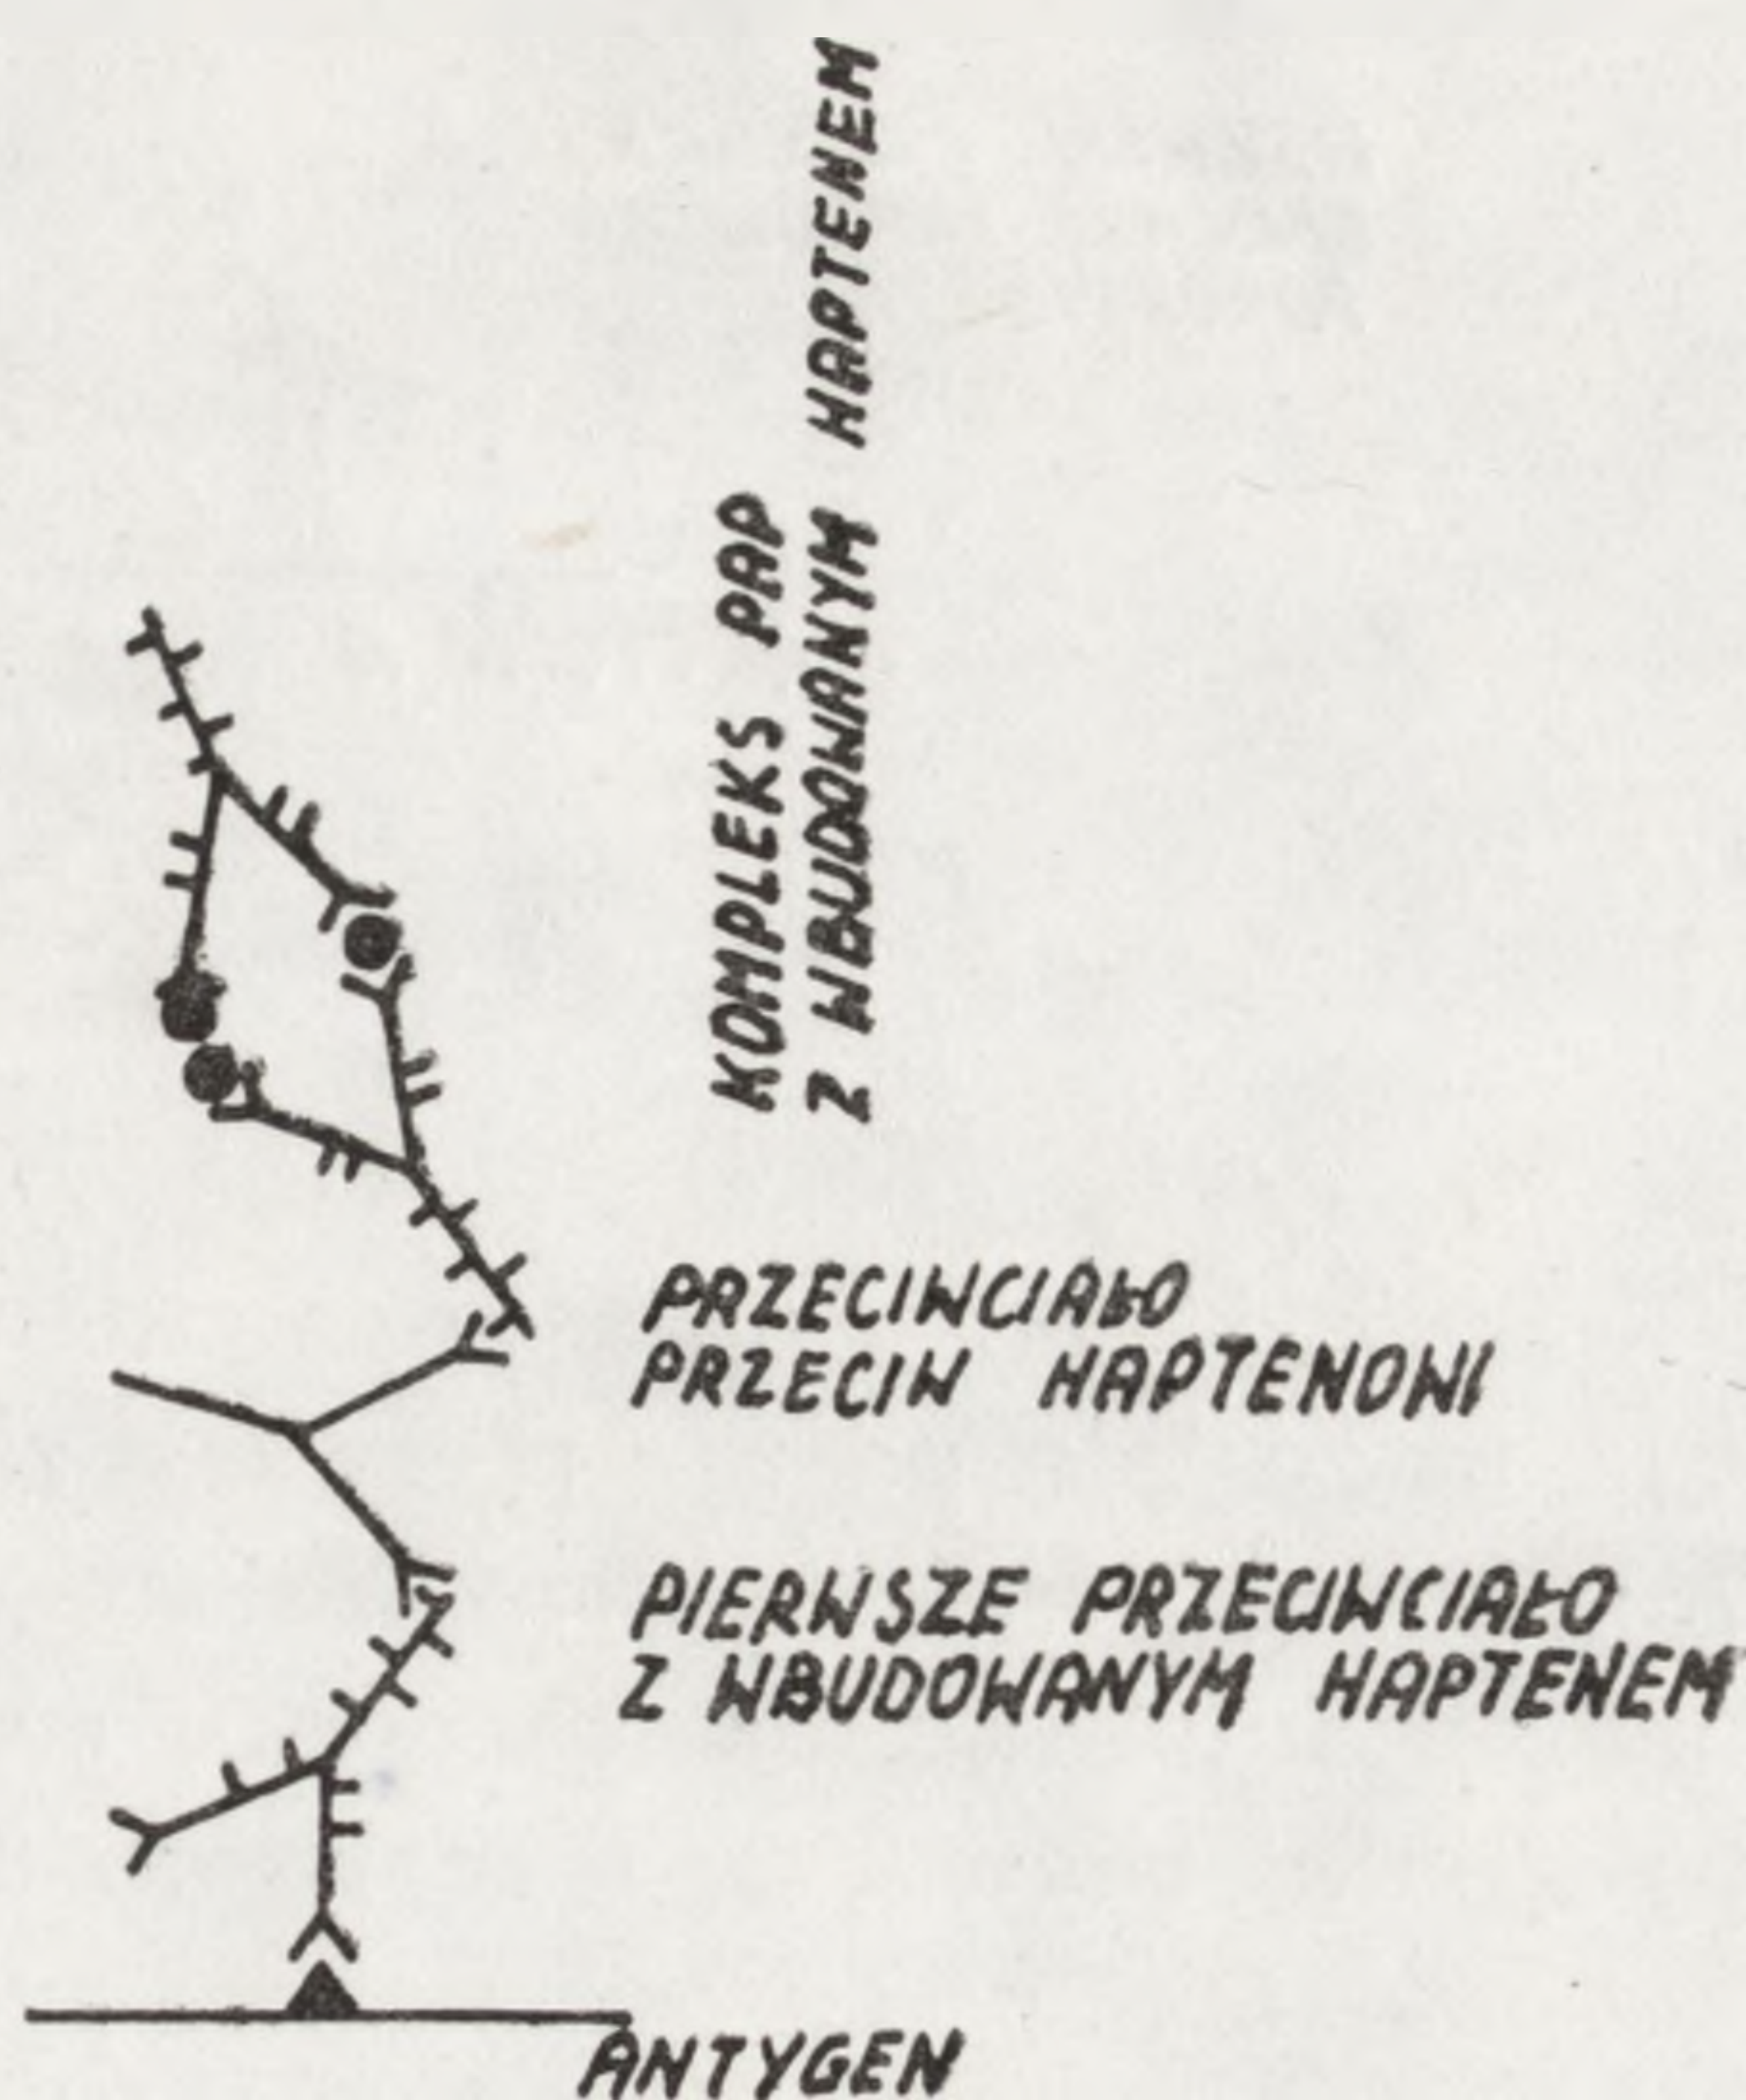 KOMPLEKS PAP
Z WBUDOWANYM HAPTENEM
PRZECIWCIAŁO
PRZECIW HAPTENOWI
PIERWSZE PRZECIWCIAŁO
Z WBUDOWANYM HAPTENEM
ANTYGEN